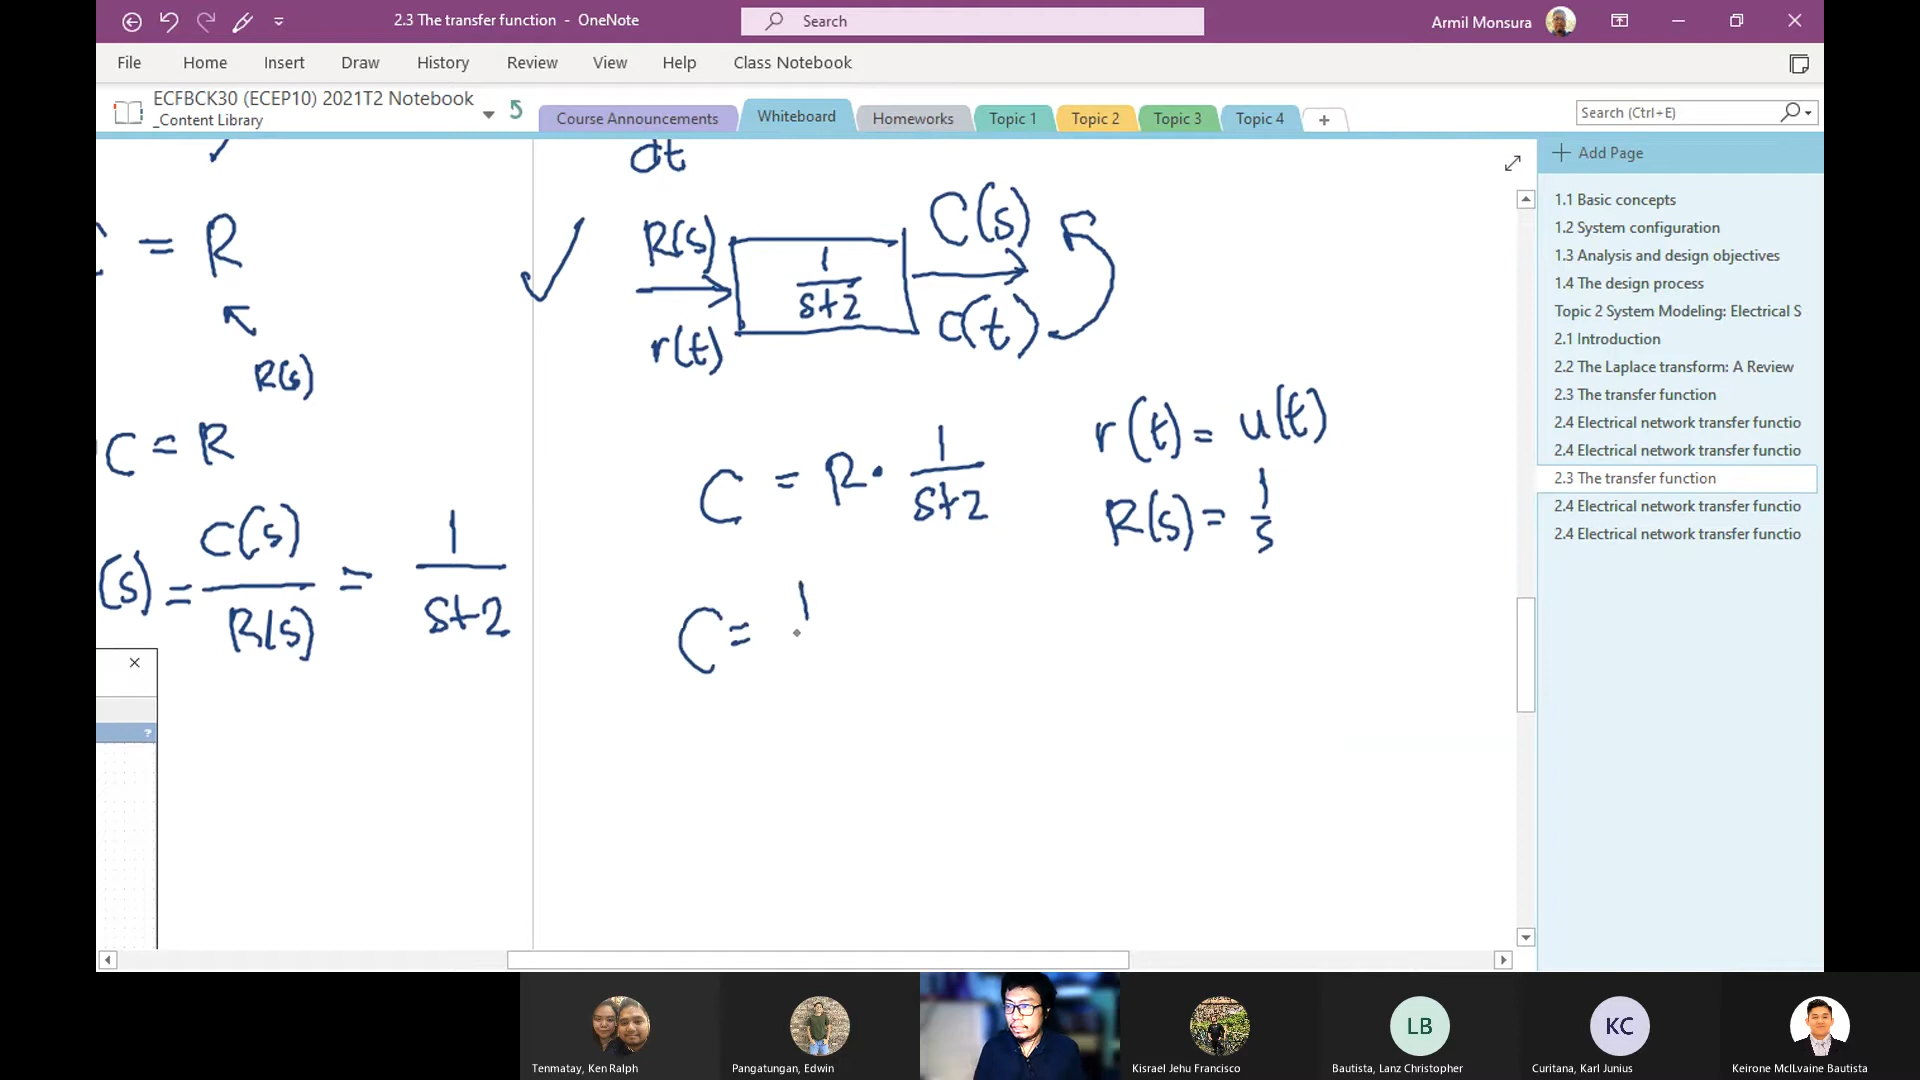 2.3 The transfer function - OneNote
Search
Armil Monsura
File Home Insert Draw History Review View Help Class Notebook
ECFBCK30 (ECEP10) 2021T2 Notebook
_Content Library
Course Announcements Whiteboard Homeworks Topic 1 Topic 2 Topic 3 Topic 4 +
Search (Ctrl+E)
Add Page
1.1 Basic concepts
1.2 System configuration
1.3 Analysis and design objectives
1.4 The design process
Topic 2 System Modeling: Electrical S
2.1 Introduction
2.2 The Laplace transform: A Review
2.3 The transfer function
2.4 Electrical network transfer functio
2.4 Electrical network transfer functio
2.3 The transfer function
2.4 Electrical network transfer functio
2.4 Electrical network transfer functio
= R
R(s)
C = R
(s) = C(s)/R(s) = 1/s+2
dt
R(s) 1/s+2 C(s)
r(t) c(t)
C = R · 1/s+2
r(t) = u(t)
R(s) = 1/s
C = 1
?
Tenmatay, Ken Ralph
Pangatungan, Edwin
Kisrael Jehu Francisco
LB
Bautista, Lanz Christopher
KC
Curitana, Karl Junius
Keirone McIlvaine Bautista